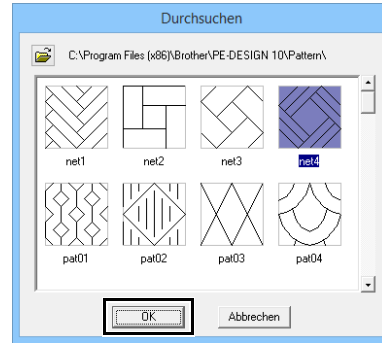 Durchsuchen
C:\Program Files (x86)\Brother\PE-DESIGN 10\Pattern\
net1 net2 net3 net4
pat01 pat02 pat03 pat04
OK Abbrechen